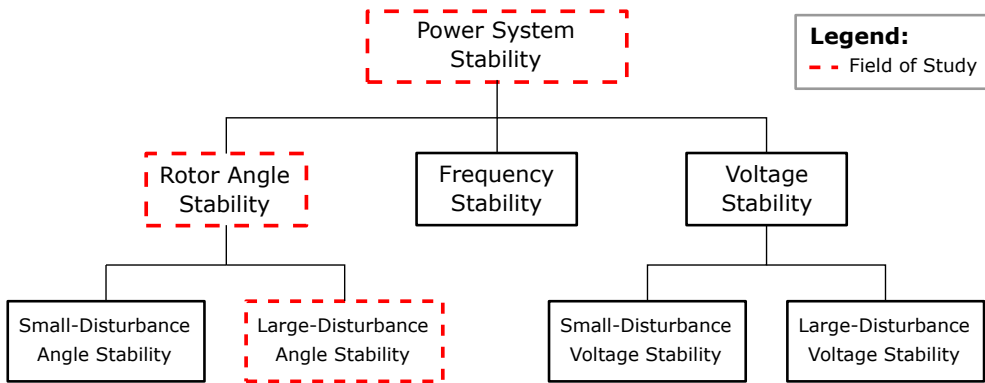 Power System
Stability
Legend:
Field of Study
Rotor Angle
Stability
Frequency
Stability
Voltage
Stability
Small-Disturbance
Angle Stability
Large-Disturbance
Angle Stability
Small-Disturbance
Voltage Stability
Large-Disturbance
Voltage Stability